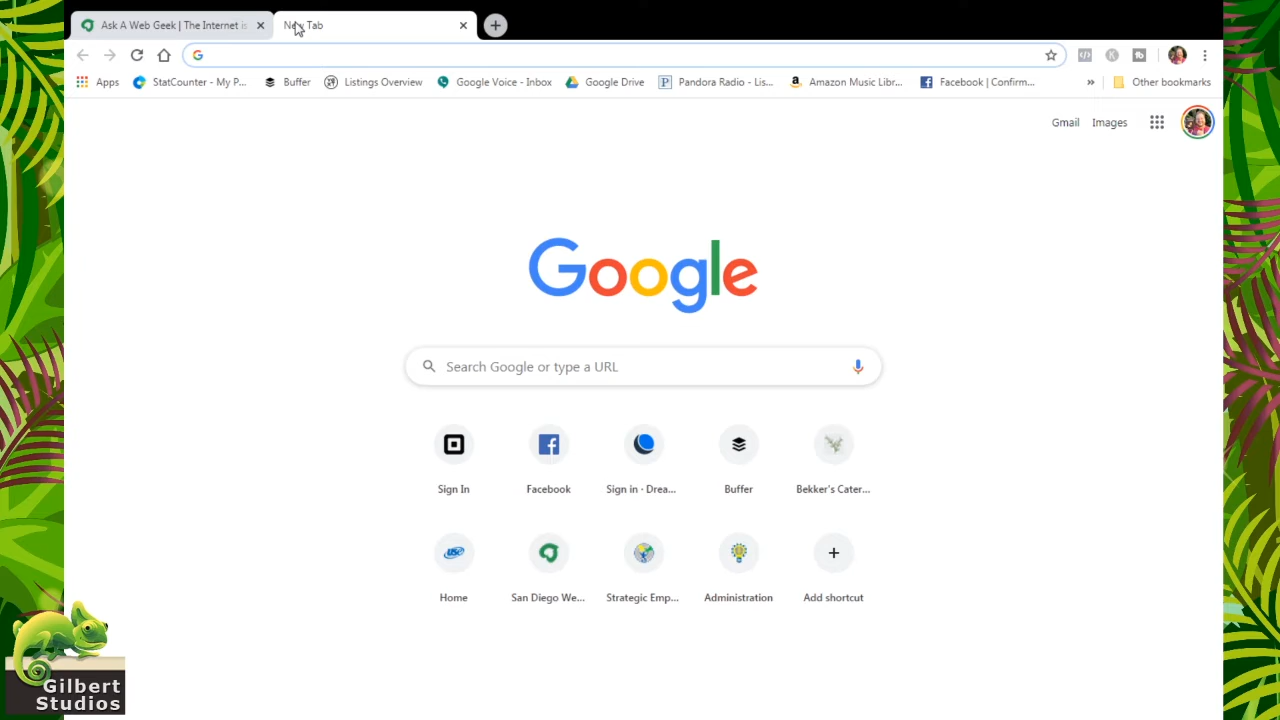 Ask A Web Geek | The Internet is
New Tab
Apps
StatCounter - My P...
Buffer
Listings Overview
Google Voice - Inbox
Google Drive
Pandora Radio - Lis...
Amazon Music Libr...
Facebook | Confirm...
»
Other bookmarks
Gmail
Images
Google
Search Google or type a URL
Sign In
Facebook
Sign in · Drea...
Buffer
Bekker's Cater...
Home
San Diego We...
Strategic Emp...
Administration
Add shortcut
Gilbert
Studios